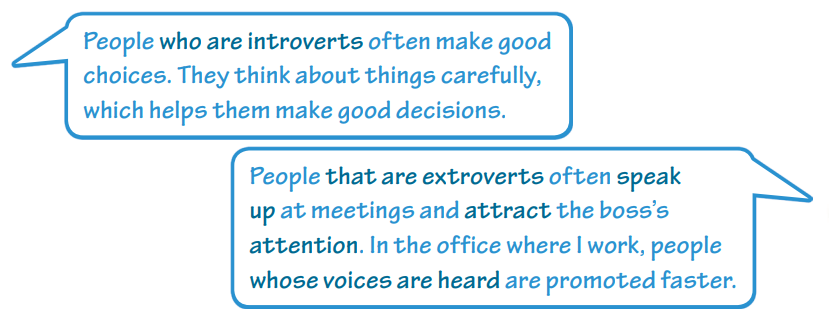 People who are introverts often make good
choices. They think about things carefully,
which helps them make good decisions.
People that are extroverts often speak
up at meetings and attract the boss's
attention. In the office where I work, people
whose voices are heard are promoted faster.